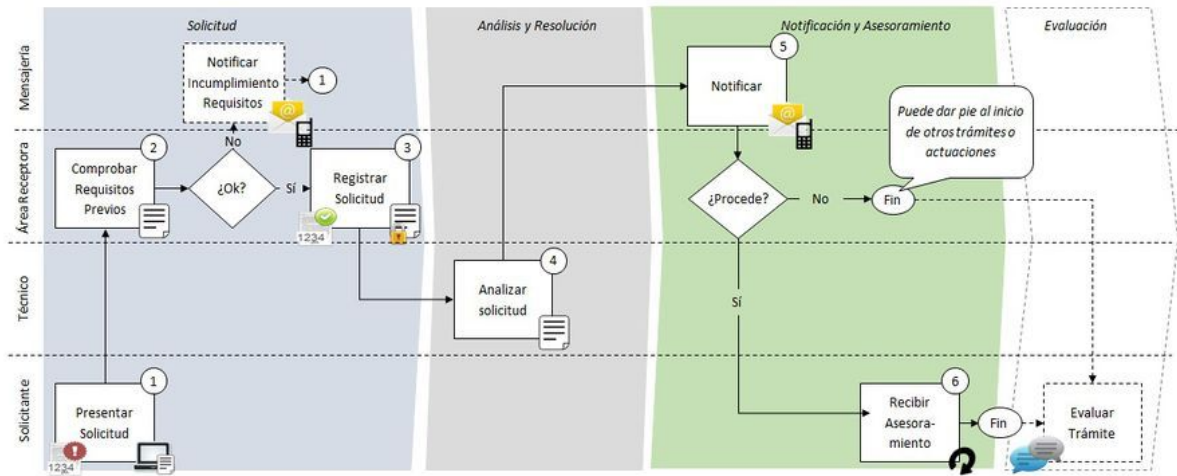 Solicitud
Análisis y Resolución
Notificación y Asesoramiento
Evaluación
Mensajería
Notificar
Incumplimiento
Requisitos
1
@
5
Notificar
@
Puede dar pie al inicio
de otros trámites o
actuaciones
Área Receptora
2
Comprobar
Requisitos
Previos
No
¿Ok?
Sí
3
Registrar
Solicitud
1234
¿Procede?
No
Fin
Técnico
4
Analizar
solicitud
Sí
Solicitante
1
Presentar
Solicitud
1234
6
Recibir
Asesora-
miento
Fin
Evaluar
Trámite